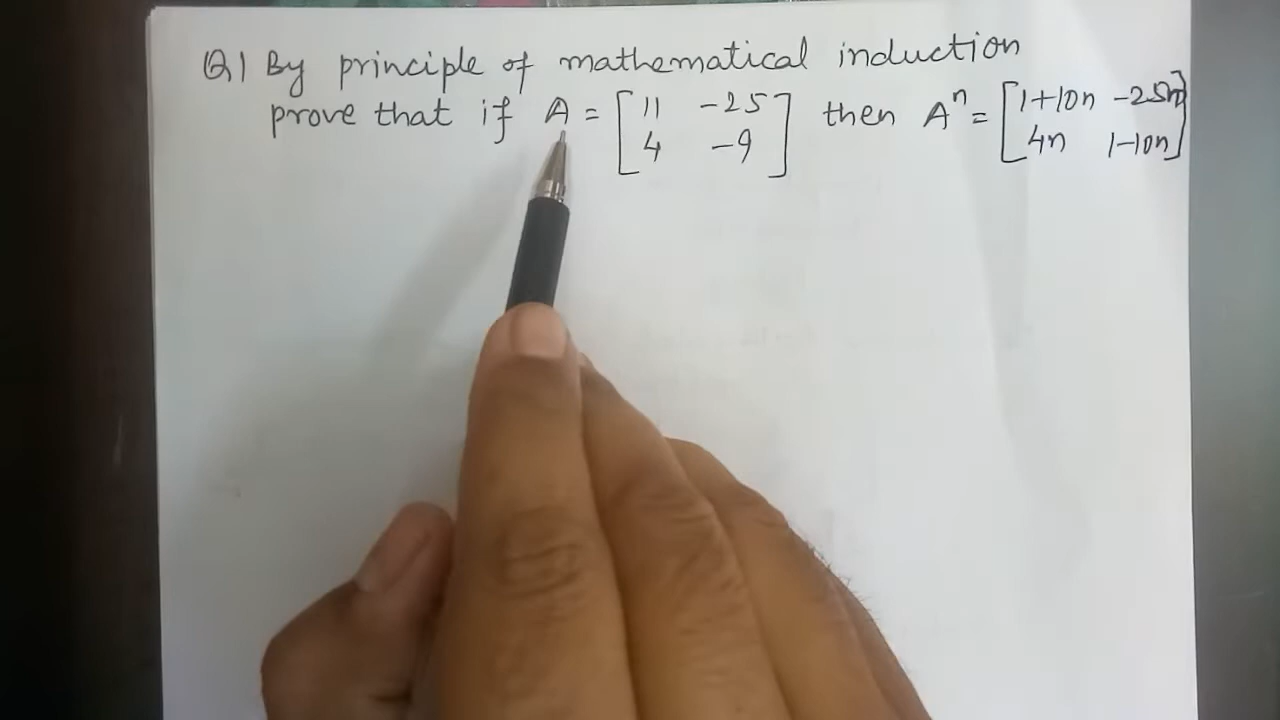 Q1 By principle of mathematical induction
prove that if A = [11 -25 then Aⁿ = [1+10n -25n]
4 -9] 4n 1-10n]